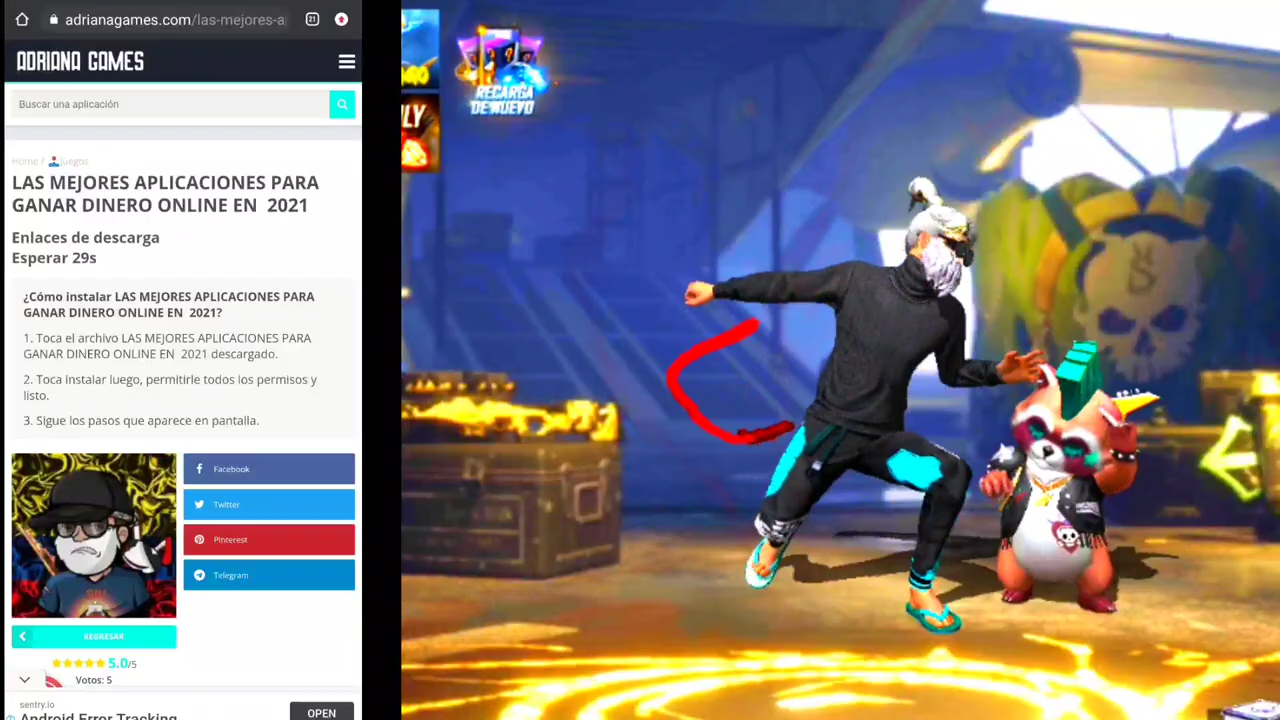 adrianagames.com/las-mejores-a
21
ADRIANA GAMES
Buscar una aplicación
Home / Juegos
LAS MEJORES APLICACIONES PARA
GANAR DINERO ONLINE EN 2021
Enlaces de descarga
Esperar 29s
¿Cómo instalar LAS MEJORES APLICACIONES PARA
GANAR DINERO ONLINE EN 2021?
1. Toca el archivo LAS MEJORES APLICACIONES PARA
GANAR DINERO ONLINE EN 2021 descargado.
2. Toca instalar luego, permitirle todos los permisos y
listo.
3. Sigue los pasos que aparece en pantalla.
Facebook
Twitter
Pinterest
Telegram
REGRESAR
5.0/5
Votos: 5
sentry.io
Android Error Tracking
OPEN
RECARGA
DE NUEVO